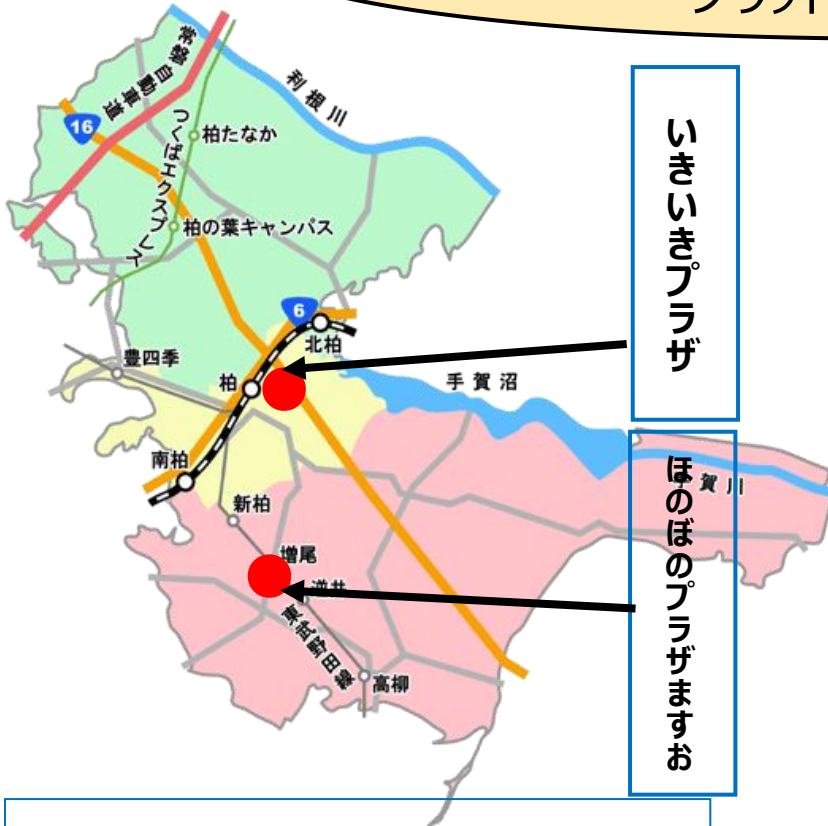 常磐自動車道
利根川
16
つくばエクスプレス
柏たなか
柏の葉キャンパス
6
北柏
豊四季
柏
手賀沼
南柏
新柏
増尾
逆井
東武野田線
高柳
いきいきプラザ
ほのぼのプラザますお
賀川